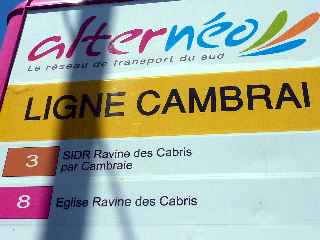 alternéo
Le réseau de transport du sud
LIGNE CAMBRAI
3 SIDR Ravine des Cabris
par Cambraie
8 Eglise Ravine des Cabris